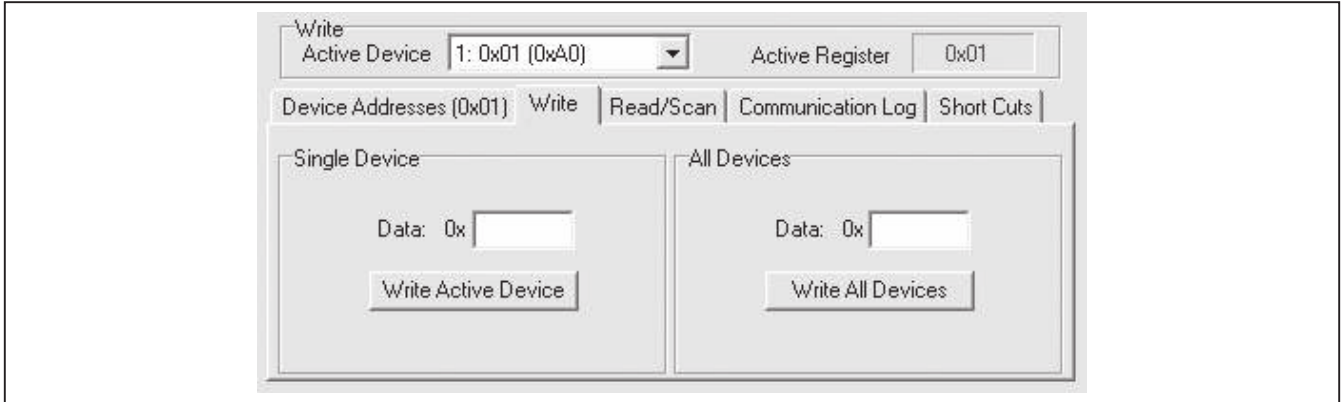 Write
Active Device 1: 0x01 (0xA0) Active Register 0x01
Device Addresses (0x01) Write Read/Scan Communication Log Short Cuts
Single Device All Devices
Data: 0x Data: 0x
Write Active Device Write All Devices